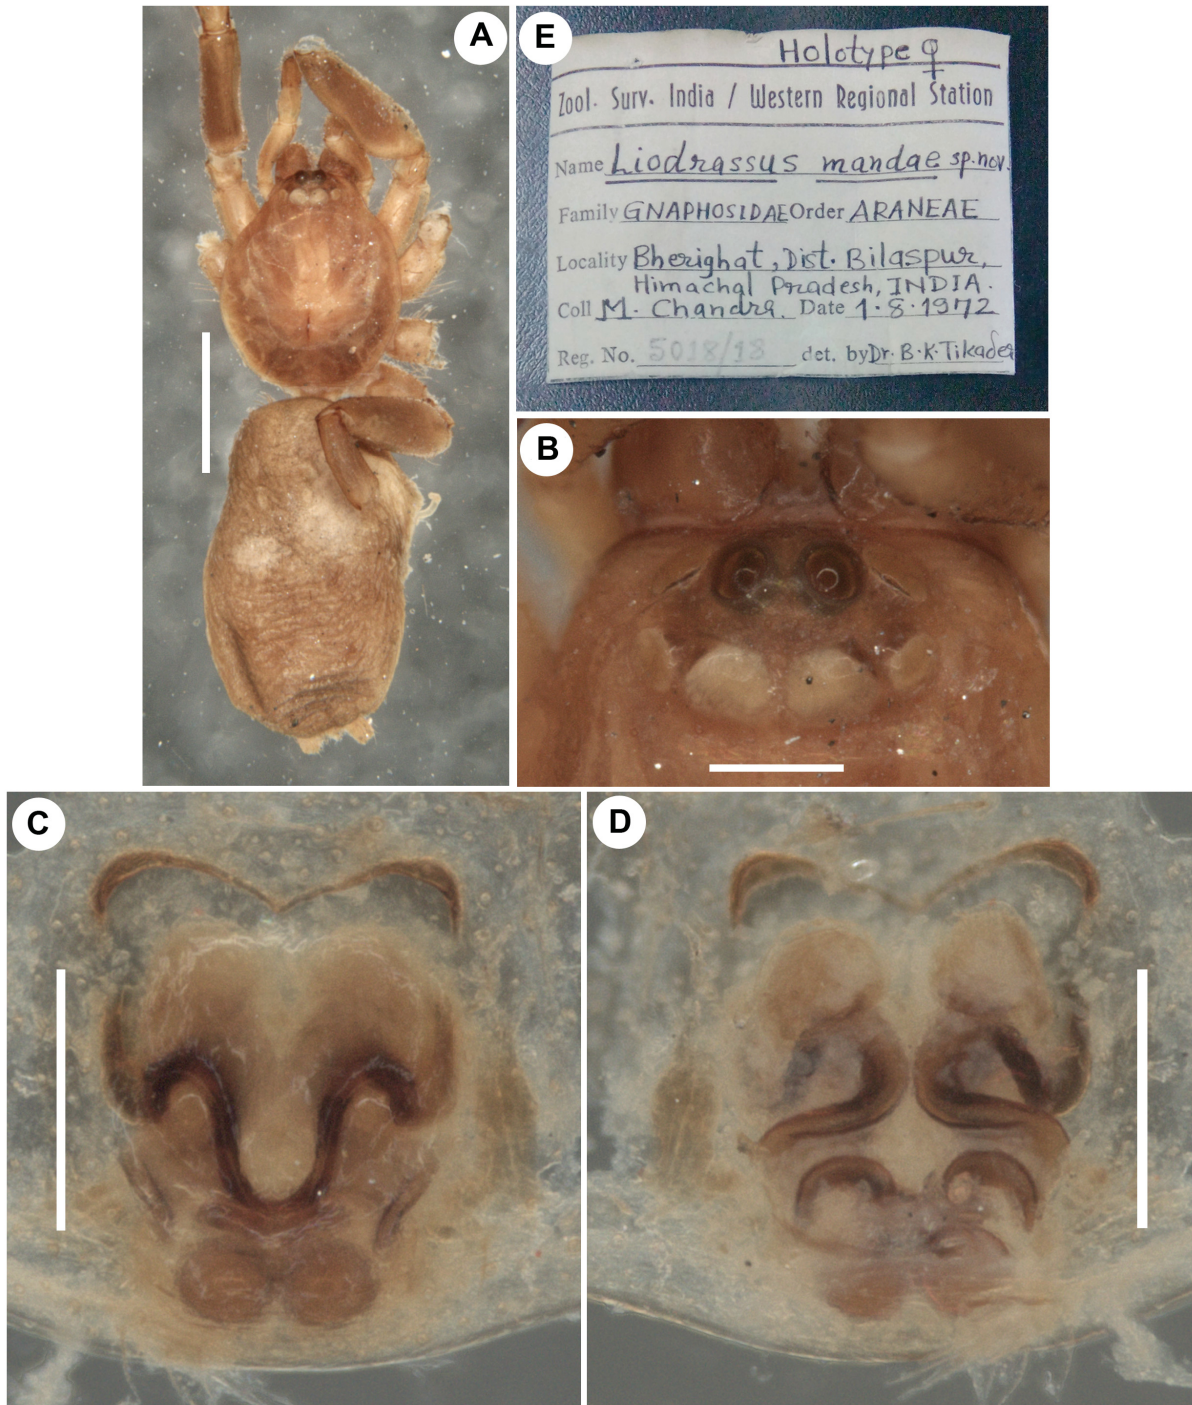 A
E
Holotype ♀
Zool. Surv. India / Western Regional Station
Name Liodrassus mandae sp.nov.
Family GNAPHOSIDAE Order ARANEAE
Locality Bherighat, Dist. Bilaspur,
Himachal Pradesh, INDIA.
Coll M. Chandra. Date 1.8.1972
Reg. No. 5018/18 det. by Dr. B.K. Tikader
B
C
D